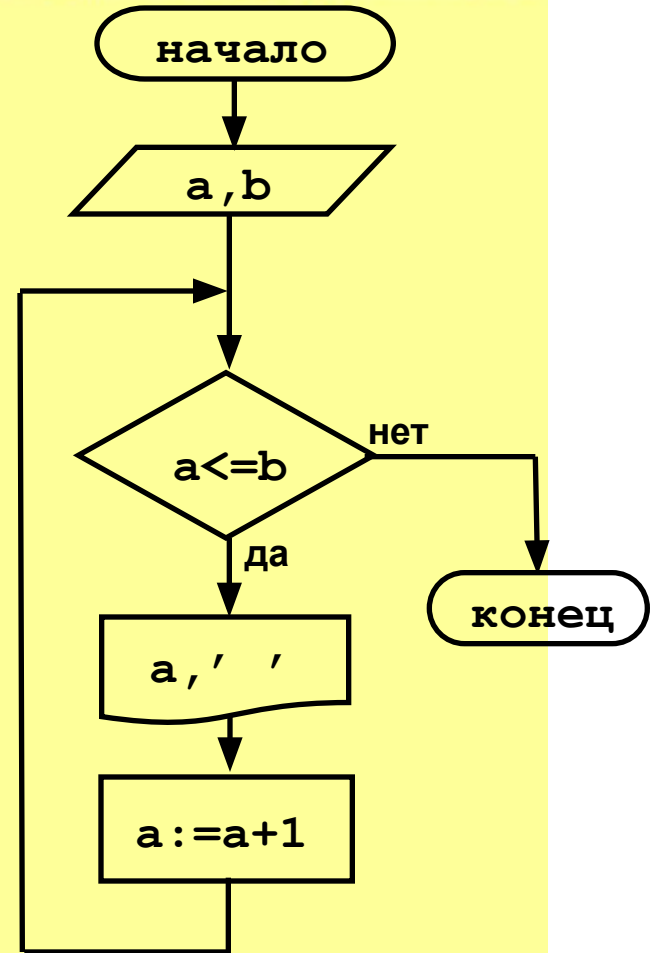 начало
a,b
a<=b
нет
да
конец
a,′ ′
a:=a+1